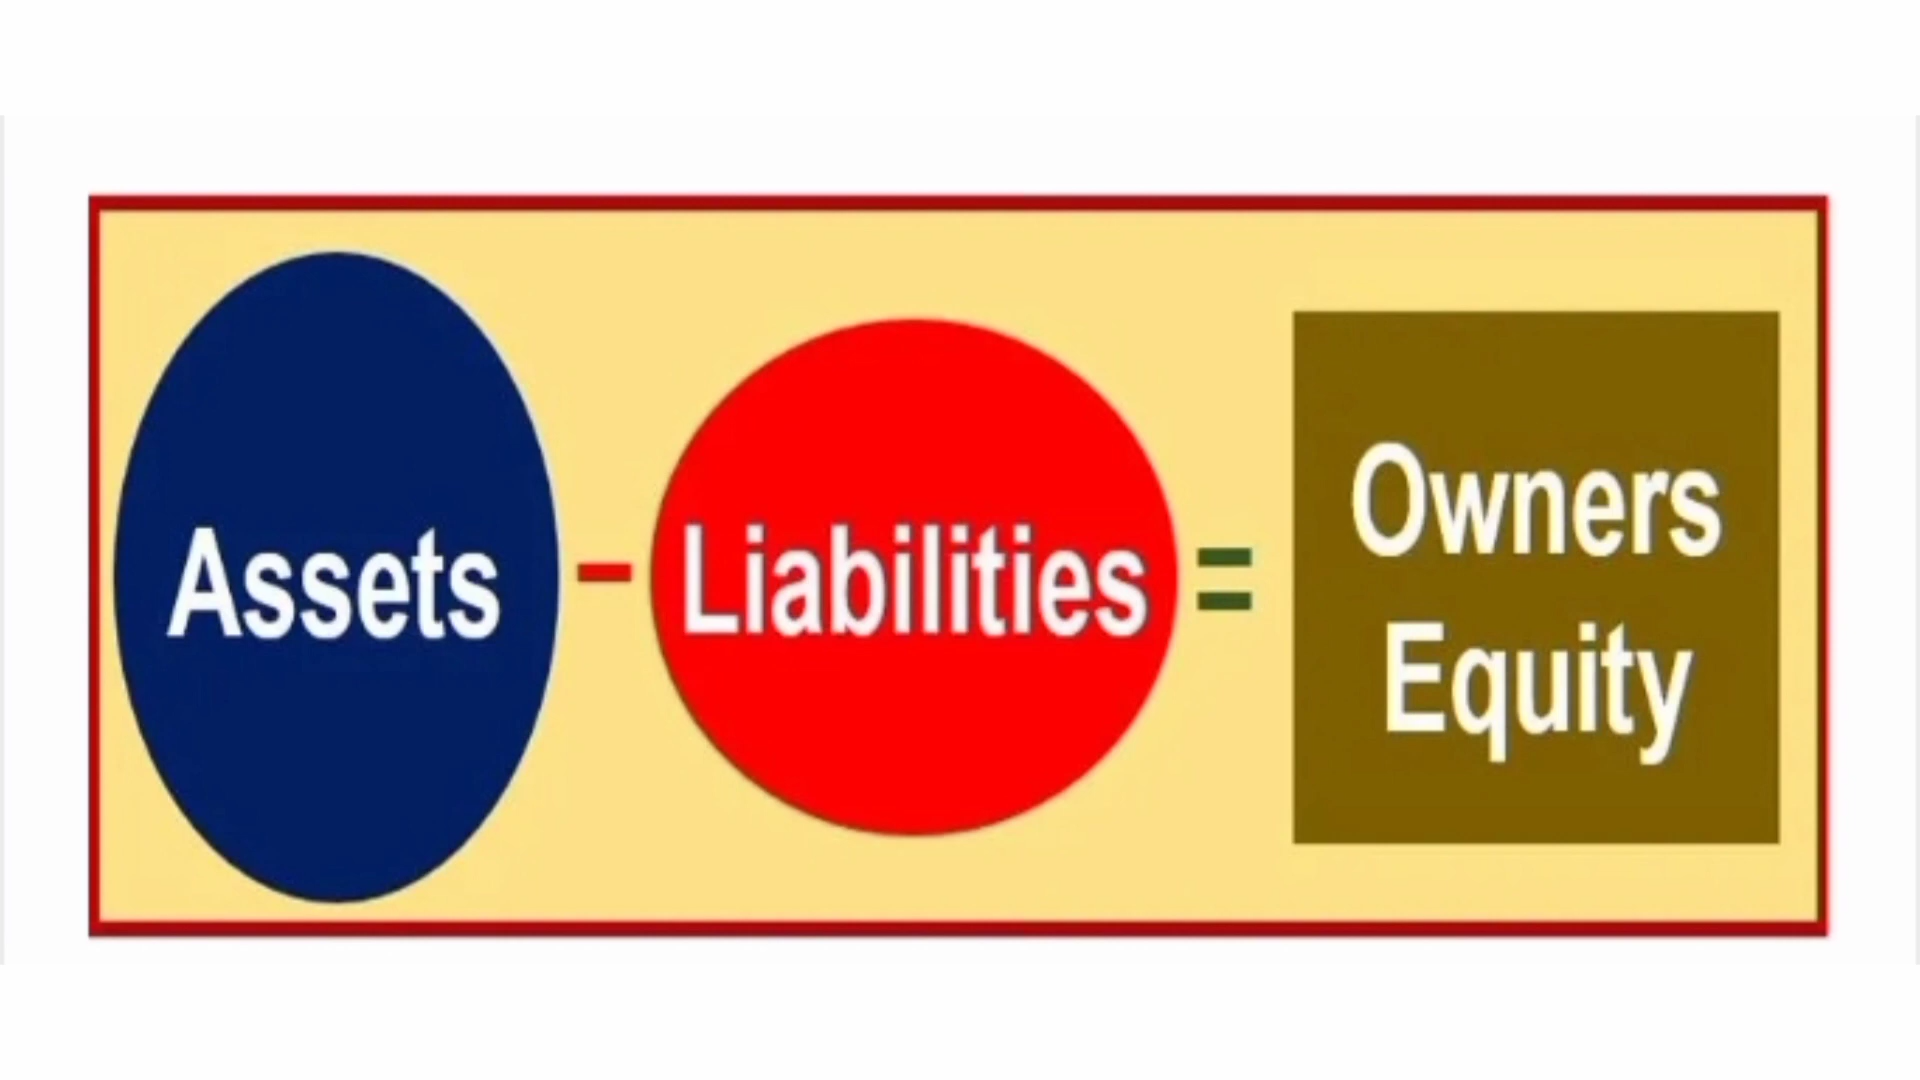 Assets - Liabilities = Owners
Equity